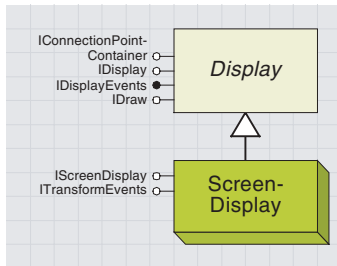 IConnectionPoint-
Container
IDisplay
IDisplayEvents
IDraw
Display
IScreenDisplay
ITransformEvents
Screen-
Display